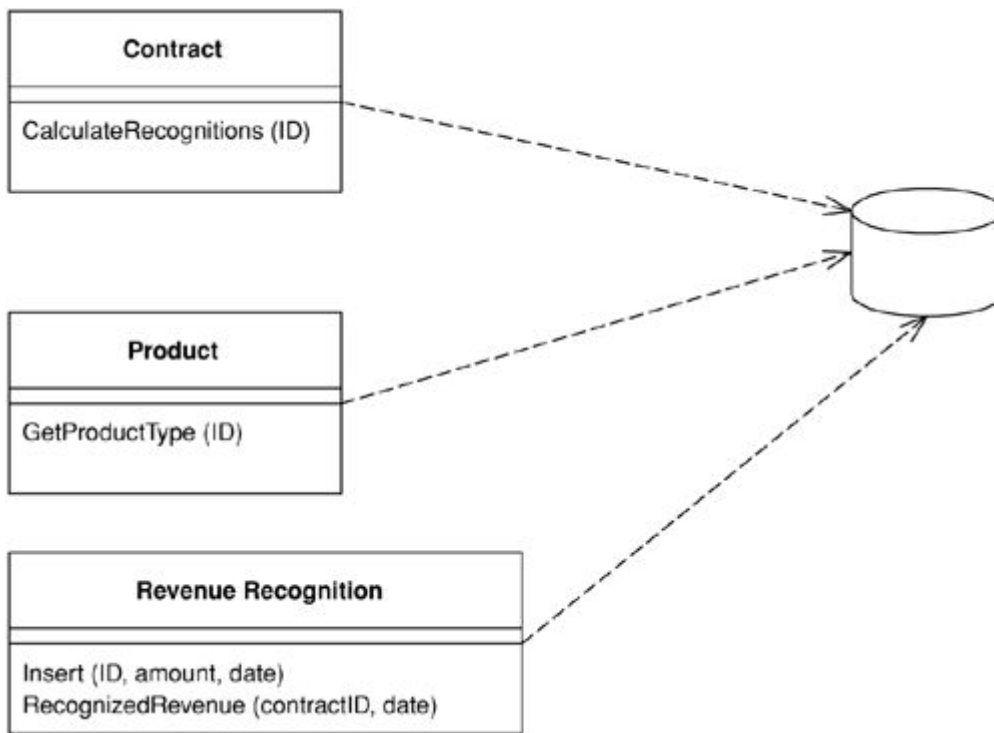 Contract
CalculateRecognitions (ID)
Product
GetProductType (ID)
Revenue Recognition
Insert (ID, amount, date)
RecognizedRevenue (contractID, date)